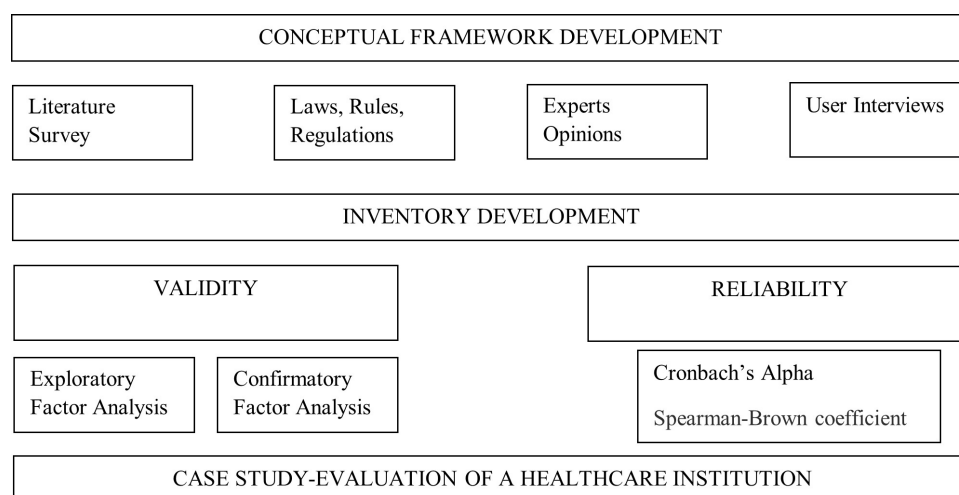 CONCEPTUAL FRAMEWORK DEVELOPMENT
Literature
Survey
Laws, Rules,
Regulations
Experts
Opinions
User Interviews
INVENTORY DEVELOPMENT
VALIDITY
RELIABILITY
Exploratory
Factor Analysis
Confirmatory
Factor Analysis
Cronbach’s Alpha
Spearman-Brown coefficient
CASE STUDY-EVALUATION OF A HEALTHCARE INSTITUTION